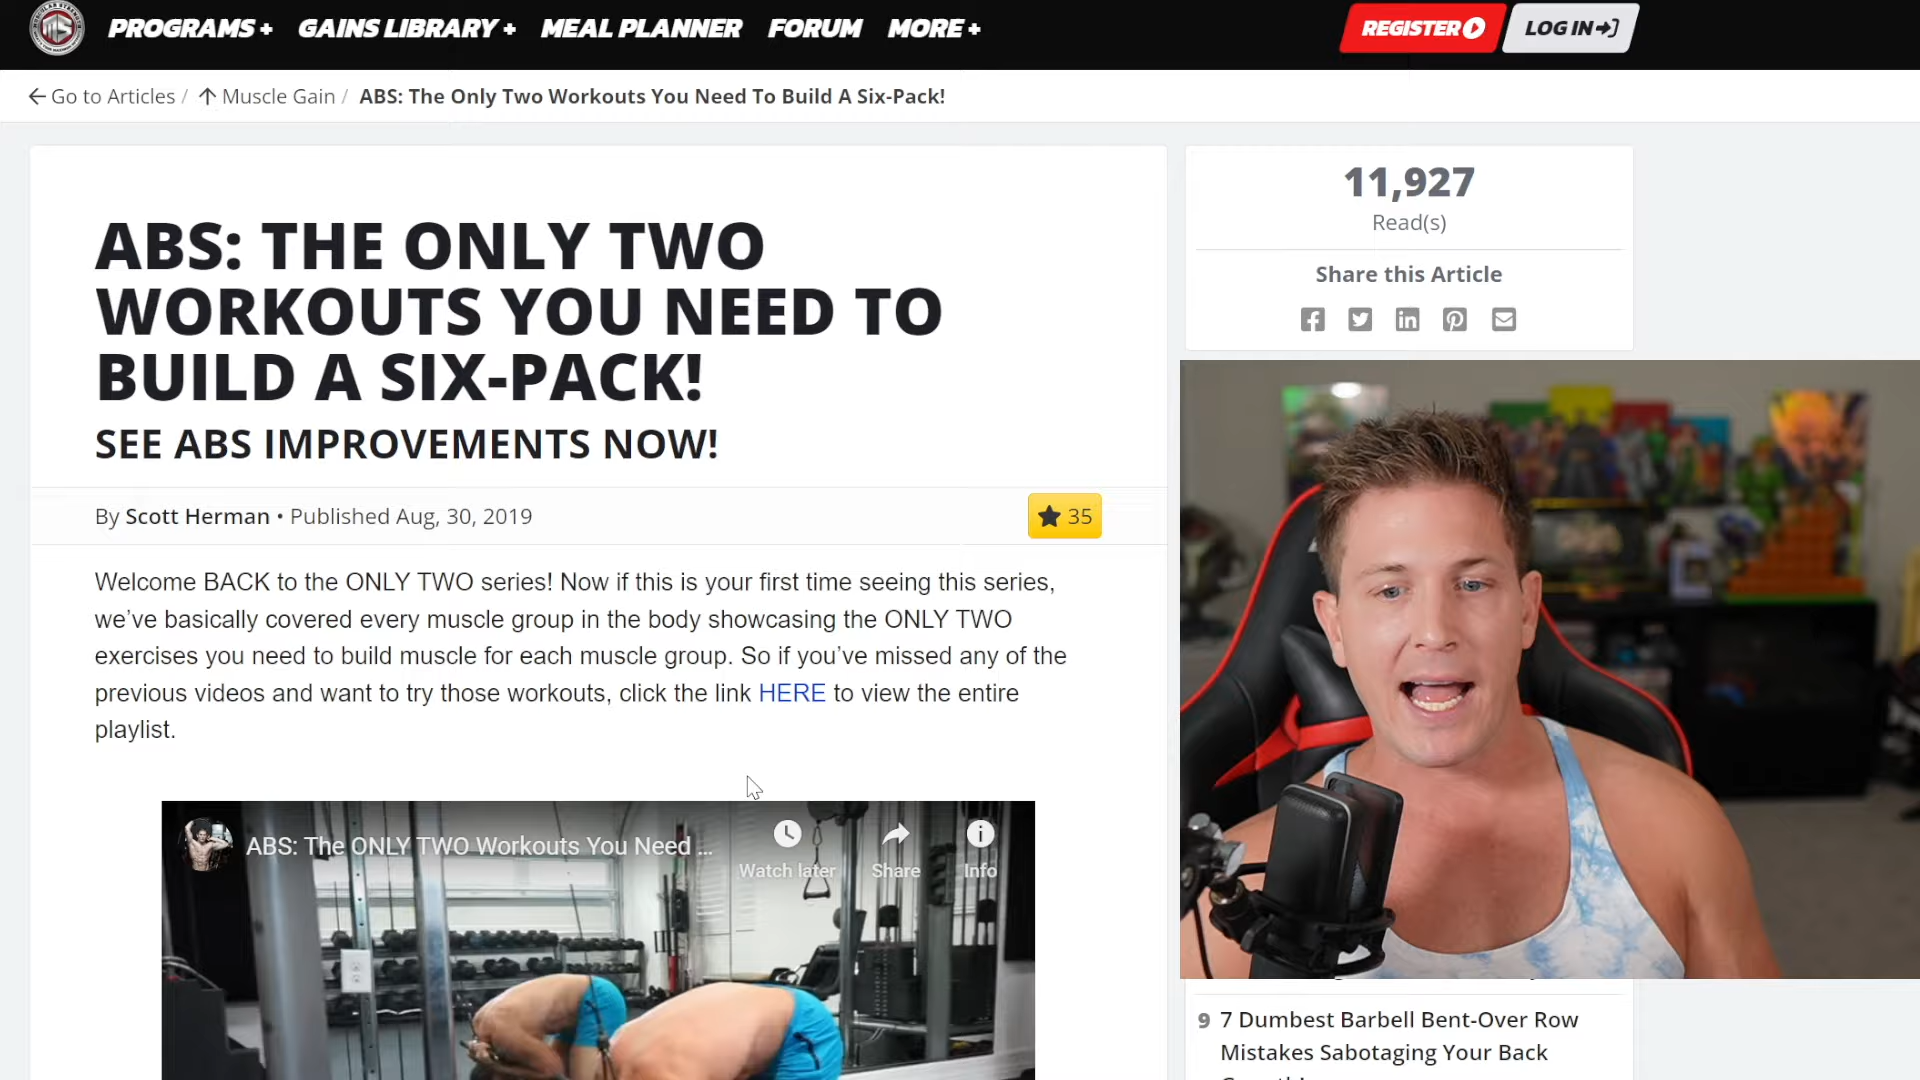 PROGRAMS + GAINS LIBRARY + MEAL PLANNER FORUM MORE + REGISTER LOG IN
Go to Articles / Muscle Gain / ABS: The Only Two Workouts You Need To Build A Six-Pack!
ABS: THE ONLY TWO
WORKOUTS YOU NEED TO
BUILD A SIX-PACK!
SEE ABS IMPROVEMENTS NOW!
By Scott Herman • Published Aug, 30, 2019
35
Welcome BACK to the ONLY TWO series! Now if this is your first time seeing this series,
we’ve basically covered every muscle group in the body showcasing the ONLY TWO
exercises you need to build muscle for each muscle group. So if you’ve missed any of the
previous videos and want to try those workouts, click the link HERE to view the entire
playlist.
ABS: The ONLY TWO Workouts You Need ...
Watch later Share Info
11,927
Read(s)
Share this Article
9 7 Dumbest Barbell Bent-Over Row
Mistakes Sabotaging Your Back